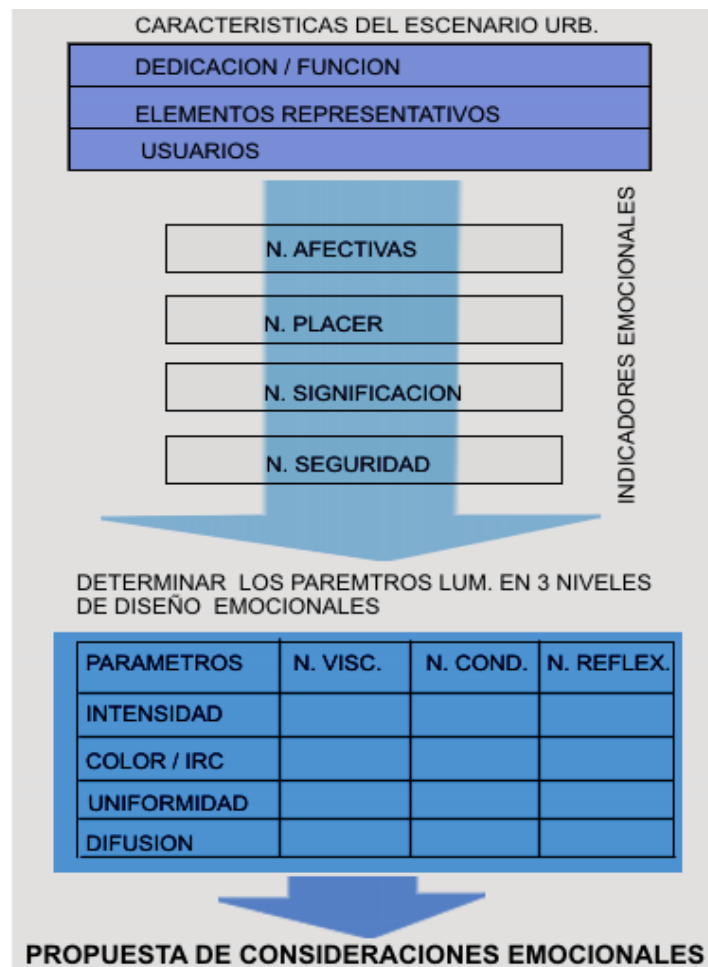 CARACTERISTICAS DEL ESCENARIO URB.
DEDICACION / FUNCION
ELEMENTOS REPRESENTATIVOS
USUARIOS
N. AFECTIVAS
N. PLACER
N. SIGNIFICACION
N. SEGURIDAD
INDICADORES EMOCIONALES
DETERMINAR LOS PAREMTROS LUM. EN 3 NIVELES
DE DISEÑO EMOCIONALES
PARAMETROS N. VISC. N. COND. N. REFLEX.
INTENSIDAD
COLOR / IRC
UNIFORMIDAD
DIFUSION
PROPUESTA DE CONSIDERACIONES EMOCIONALES